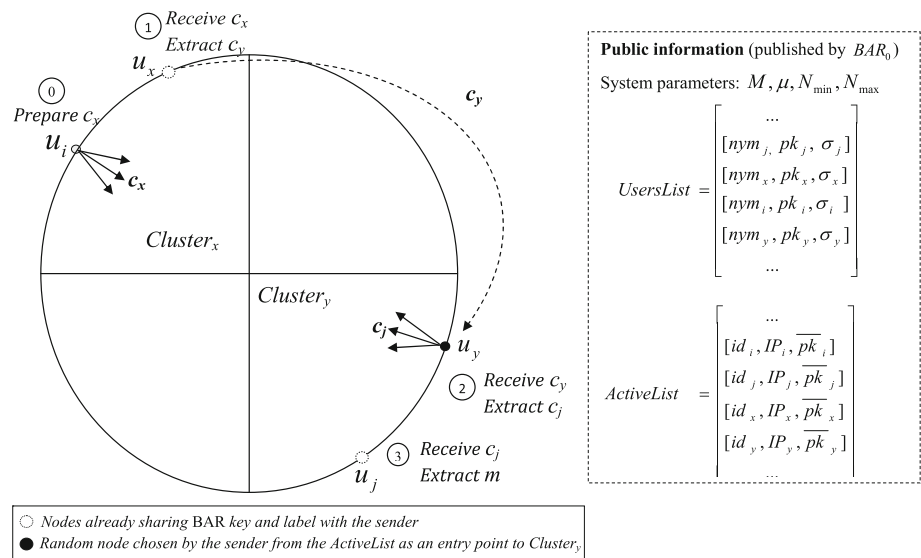 ① Receive c_x
Extract c_y
u_x
⓪
Prepare c_x
u_i
c_x
c_y
Cluster_x
Cluster_y
c_j
u_y
② Receive c_y
Extract c_j
③ Receive c_j
Extract m
u_j
Nodes already sharing BAR key and label with the sender
Random node chosen by the sender from the ActiveList as an entry point to Cluster_y
Public information (published by BAR_0)
System parameters: M, μ, N_min, N_max
...
[nym_j, pk_j, σ_j]
[nym_x, pk_x, σ_x]
UsersList =
[nym_i, pk_i, σ_i]
[nym_y, pk_y, σ_y]
...
...
[id_i, IP_i, p̅k̅_i]
[id_j, IP_j, p̅k̅_j]
ActiveList =
[id_x, IP_x, p̅k̅_x]
[id_y, IP_y, p̅k̅_y]
...